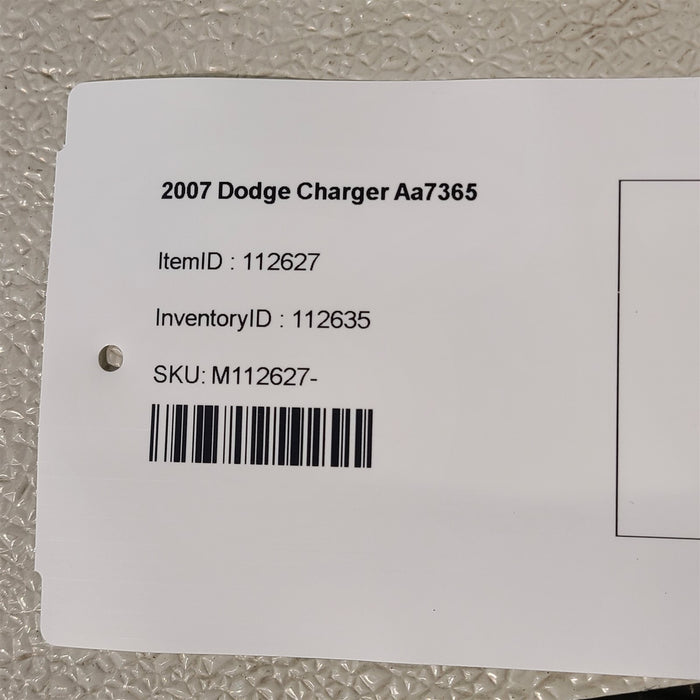 2007 Dodge Charger Aa7365
ItemID : 112627
InventoryID : 112635
SKU: M112627-